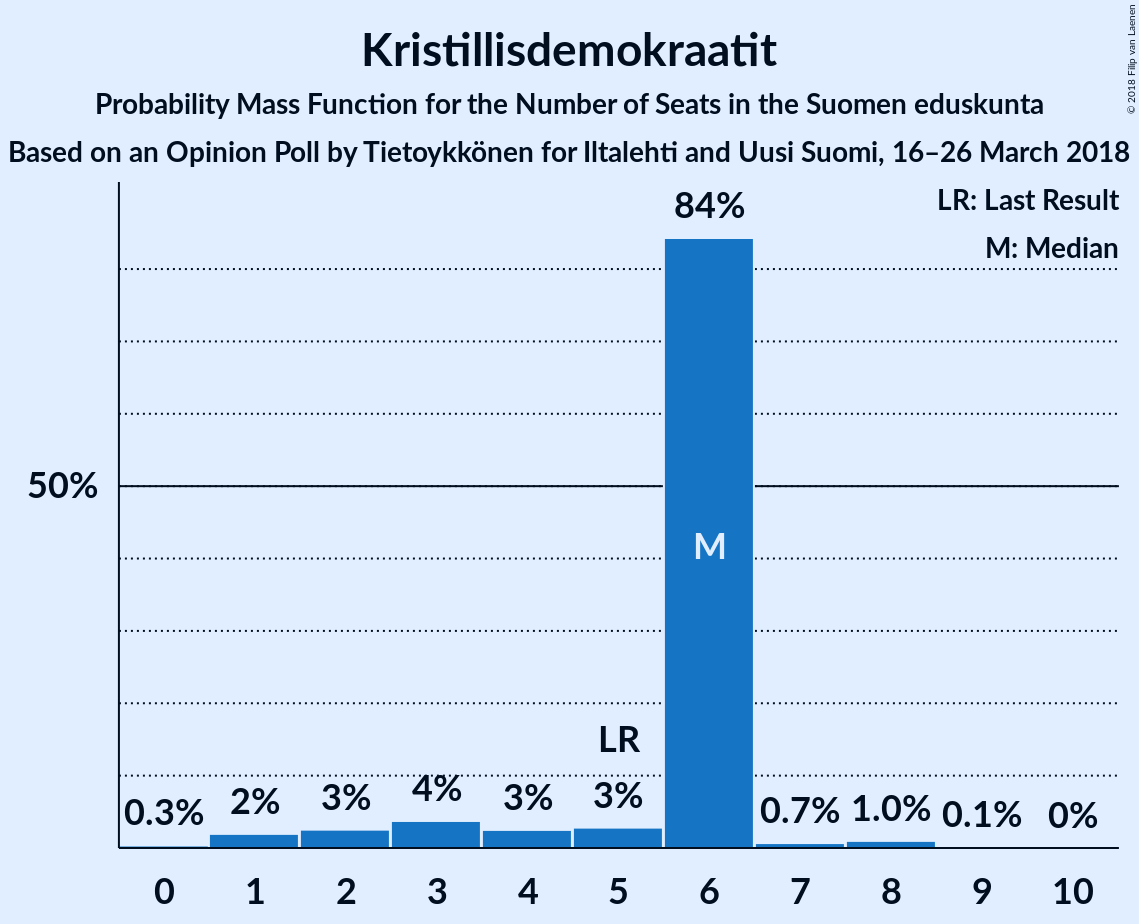 Kristillisdemokraatit
Probability Mass Function for the Number of Seats in the Suomen eduskunta
Based on an Opinion Poll by Tietoykkönen for Iltalehti and Uusi Suomi, 16–26 March 2018
© 2018 Filip van Laenen
LR: Last Result
M: Median
84%
50%
M
LR
0.3% 2% 3% 4% 3% 3% 0.7% 1.0% 0.1% 0%
0 1 2 3 4 5 6 7 8 9 10